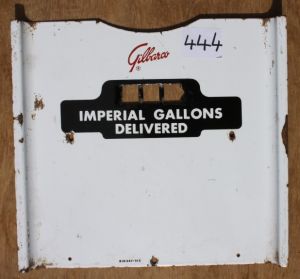 Gilbarco
®
444
IMPERIAL GALLONS
DELIVERED